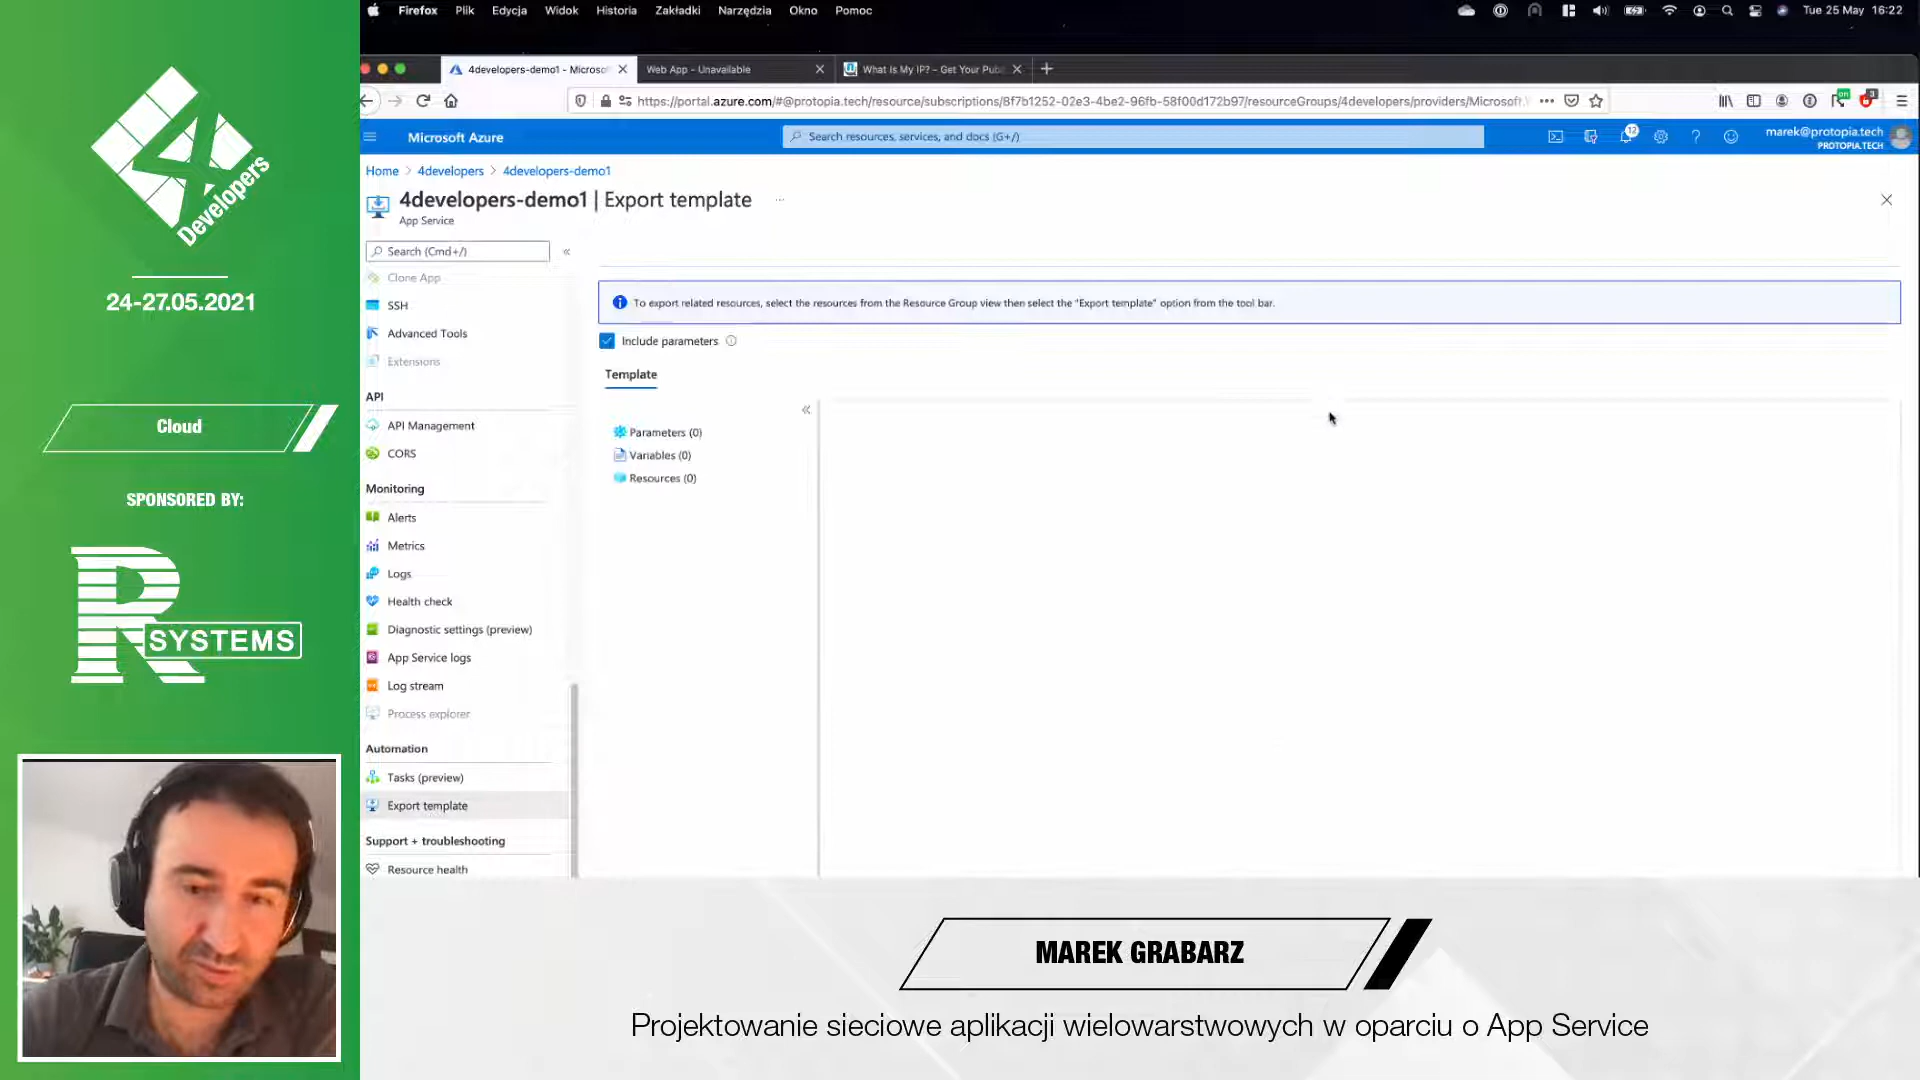 Firefox Plik Edycja Widok Historia Zakładki Narzędzia Okno Pomoc
Tue 25 May 16:22
4developers-demo1 - Microsof
Web App - Unavailable
What Is My IP? - Get Your Pub
https://portal.azure.com/#@protopia.tech/resource/subscriptions/8f7b1252-02e3-4be2-96fb-58f00d172b97/resourceGroups/4developers/providers/Microsoft.
Microsoft Azure
Search resources, services, and docs (G+/)
12
marek@protopia.tech
PROTOPIA.TECH
Home > 4developers > 4developers-demo1
4developers-demo1 | Export template
App Service
Search (Cmd+/)
Clone App
SSH
Advanced Tools
Extensions
API
API Management
CORS
Monitoring
Alerts
Metrics
Logs
Health check
Diagnostic settings (preview)
App Service logs
Log stream
Process explorer
Automation
Tasks (preview)
Export template
Support + troubleshooting
Resource health
To export related resources, select the resources from the Resource Group view then select the "Export template" option from the tool bar.
Include parameters
Template
Parameters (0)
Variables (0)
Resources (0)
4
Developers
24-27.05.2021
Cloud
SPONSORED BY:
R SYSTEMS
MAREK GRABARZ
Projektowanie sieciowe aplikacji wielowarstwowych w oparciu o App Service